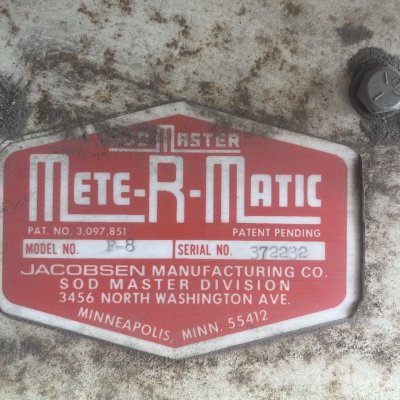 SOD MASTER
METE-R-MATIC
PAT. NO. 3,097,851 PATENT PENDING
MODEL NO. F-8 SERIAL NO. 372232
JACOBSEN MANUFACTURING CO.
SOD MASTER DIVISION
3456 NORTH WASHINGTON AVE.
MINNEAPOLIS, MINN. 55412